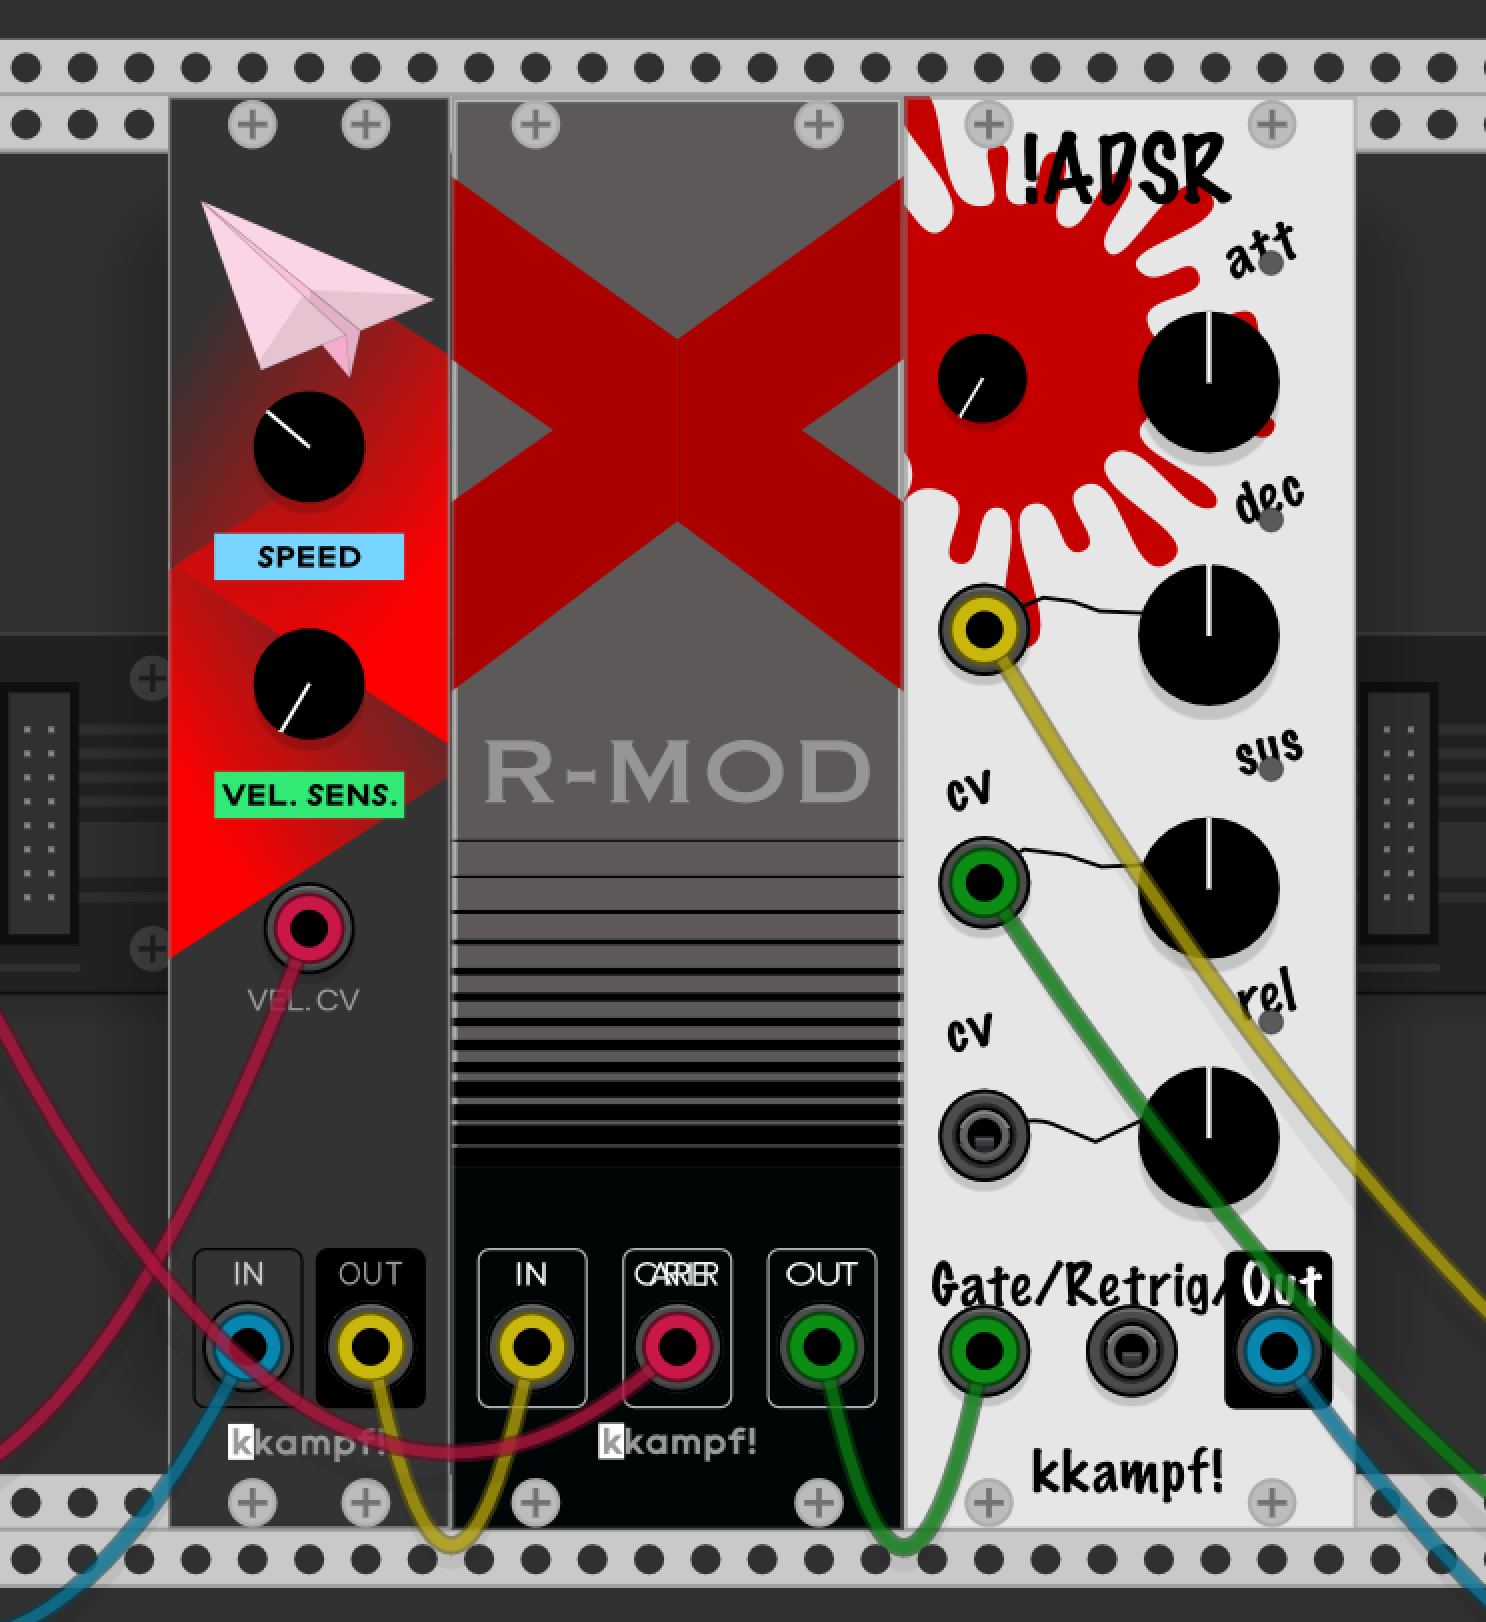 SPEED
VEL. SENS.
VEL. CV
IN
OUT
kkampf!
R-MOD
IN
CARRIER
OUT
kkampf!
!ADSR
att
dec
sus
cv
rel
cv
Gate/Retrig/Out
kkampf!